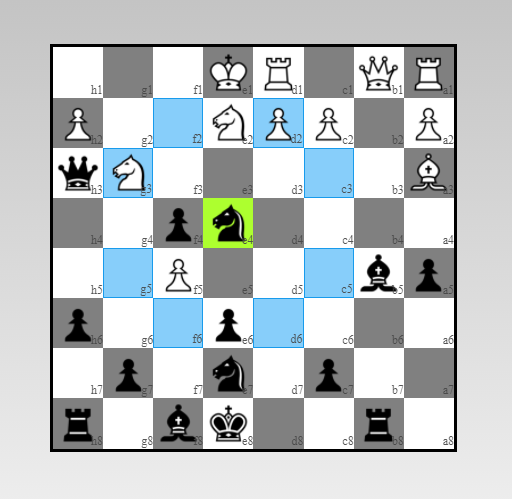 h1 g1 f1 e1 d1 c1 b1 a1
h2 g2 f2 e2 d2 c2 b2 a2
h3 g3 f3 e3 d3 c3 b3 a3
h4 g4 f4 e4 d4 c4 b4 a4
h5 g5 f5 e5 d5 c5 b5 a5
h6 g6 f6 e6 d6 c6 b6 a6
h7 g7 f7 e7 d7 c7 b7 a7
h8 g8 f8 e8 d8 c8 b8 a8